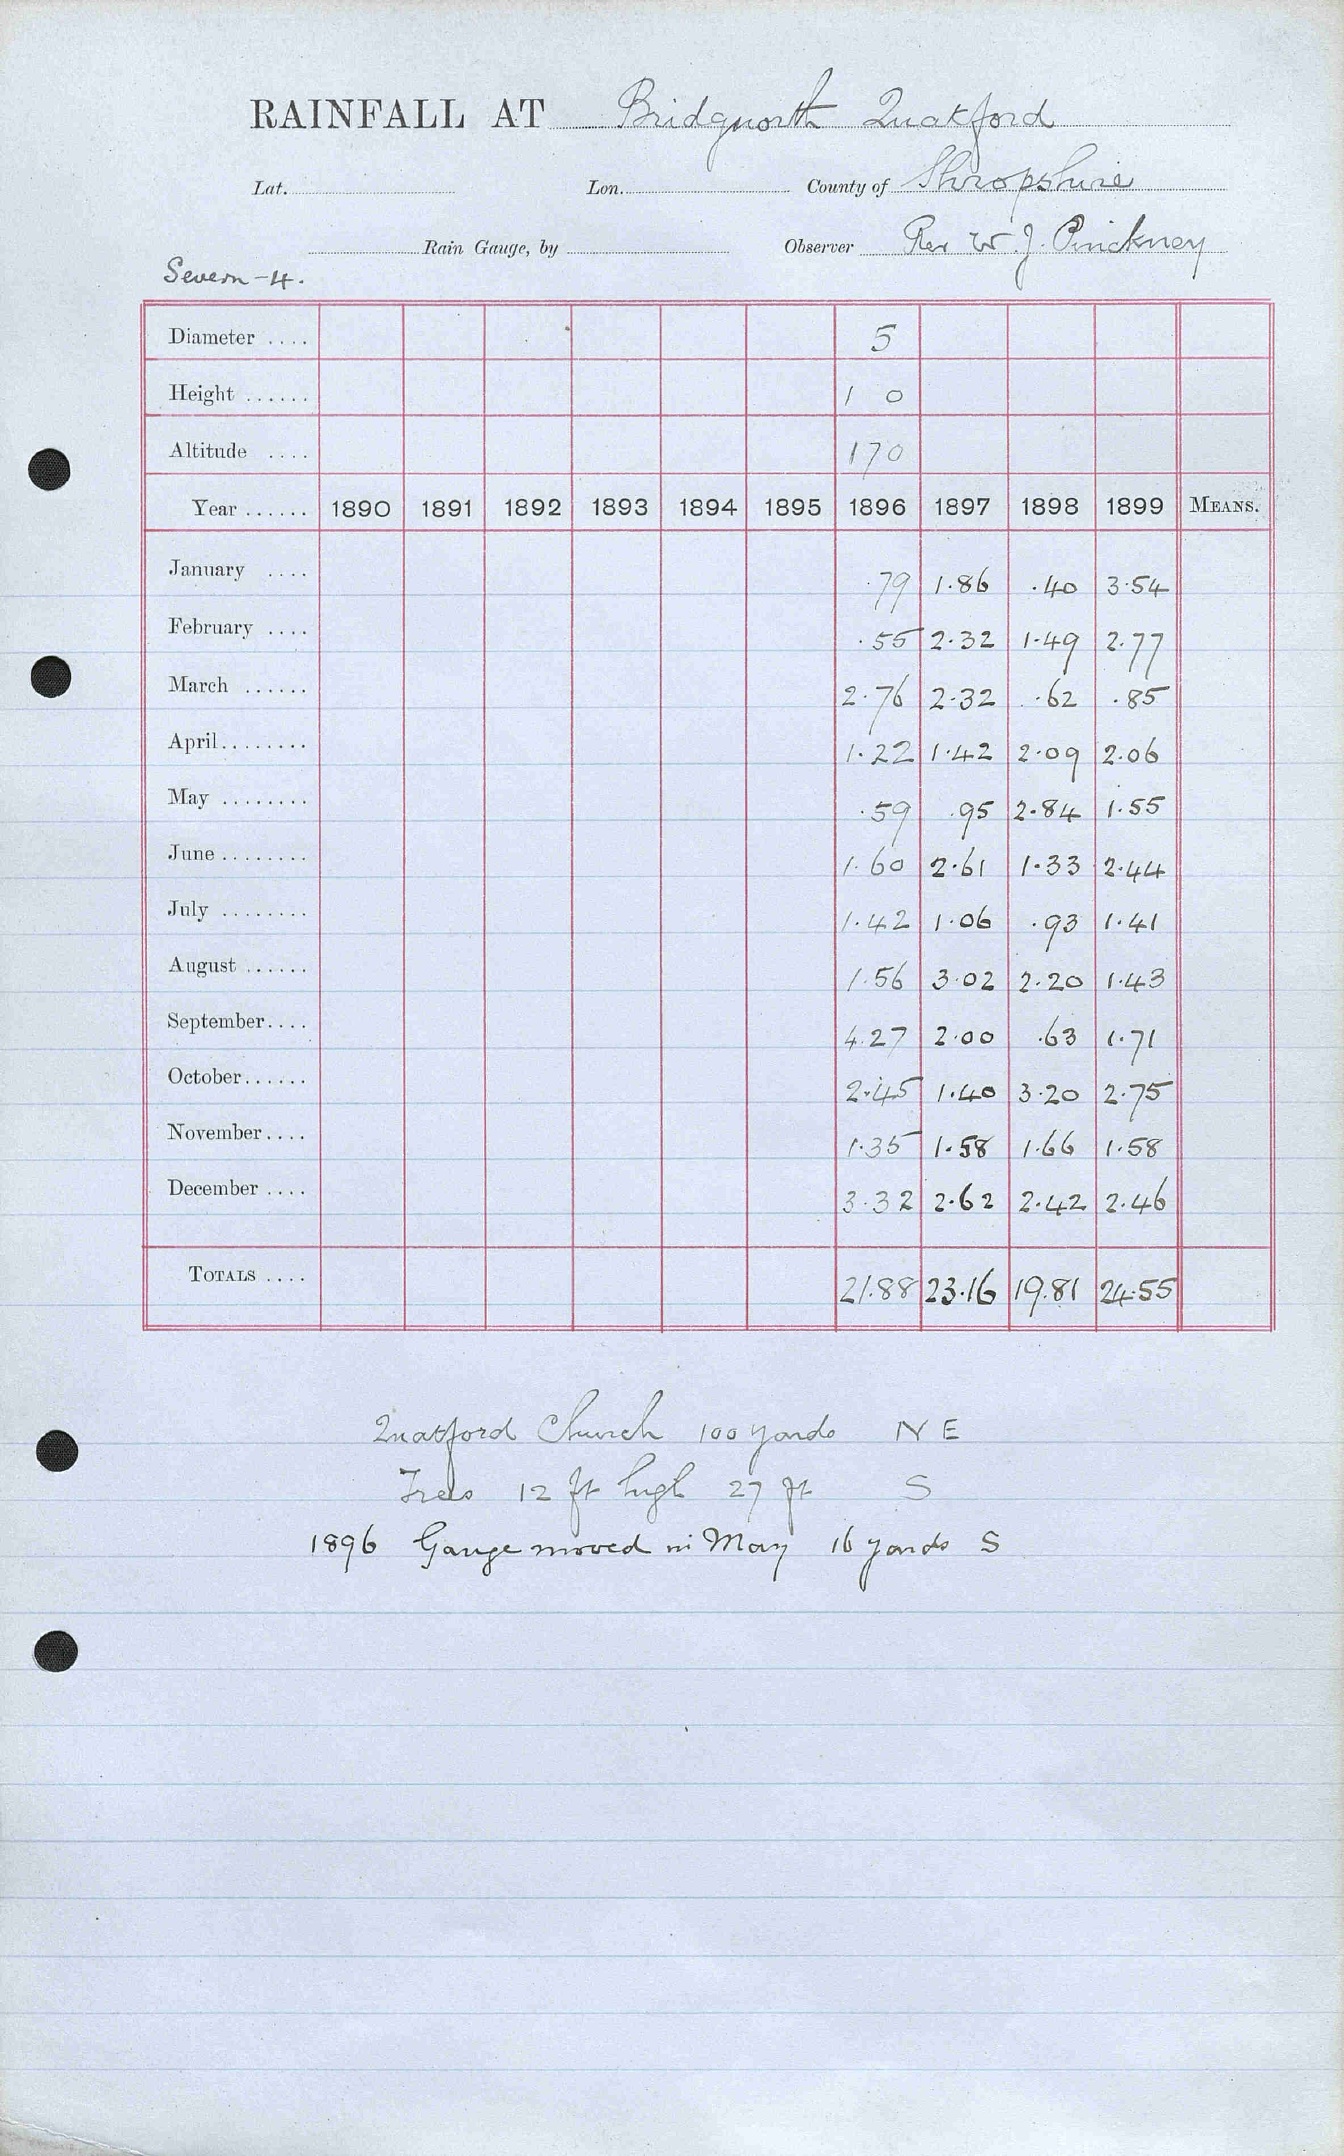 RAINFALL AT Bridgnorth Quatford
Lat. Lon. County of Shropshire
Rain Gauge, by Observer Rev W. J. Pinckney
Severn-4.
Diameter .... 5
Height ...... 1 0
Altitude .... 170
Year ...... 1890 1891 1892 1893 1894 1895 1896 1897 1898 1899 MEANS.
January .... .79 1.86 .40 3.54
February .... .55 2.32 1.49 2.77
March ...... 2.76 2.32 .62 .85
April........ 1.22 1.42 2.09 2.06
May ........ .59 .95 2.84 1.55
June ........ 1.60 2.61 1.33 2.44
July ........ 1.42 1.06 .93 1.41
August ...... 1.56 3.02 2.20 1.43
September.... 4.27 2.00 .63 1.71
October...... 2.45 1.40 3.20 2.75
November.... 1.35 1.58 1.66 1.58
December .... 3.32 2.62 2.42 2.46
TOTALS .... 21.88 23.16 19.81 24.55
Quatford Church 100 yards N E
Trees 12 ft high 27 ft S
1896 Gauge moved in May 16 yards S